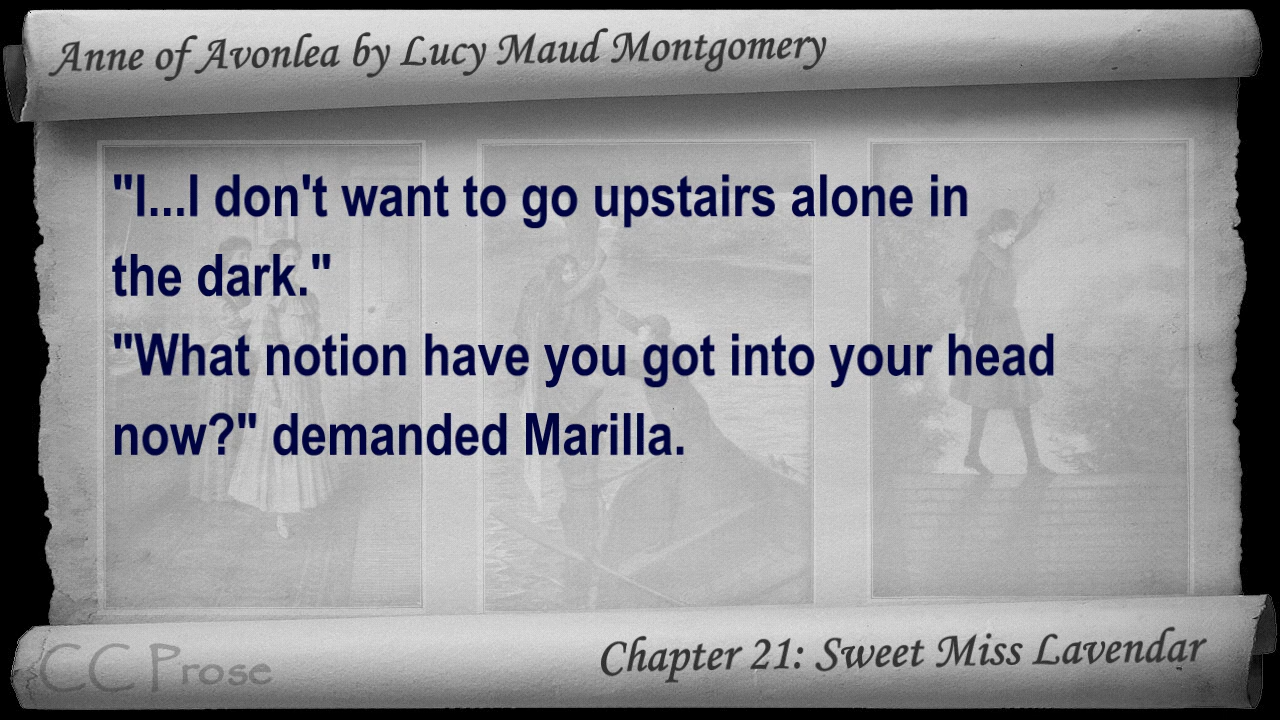 Anne of Avonlea by Lucy Maud Montgomery
"I...I don't want to go upstairs alone in
the dark."
"What notion have you got into your head
now?" demanded Marilla.
CC Prose
Chapter 21: Sweet Miss Lavendar